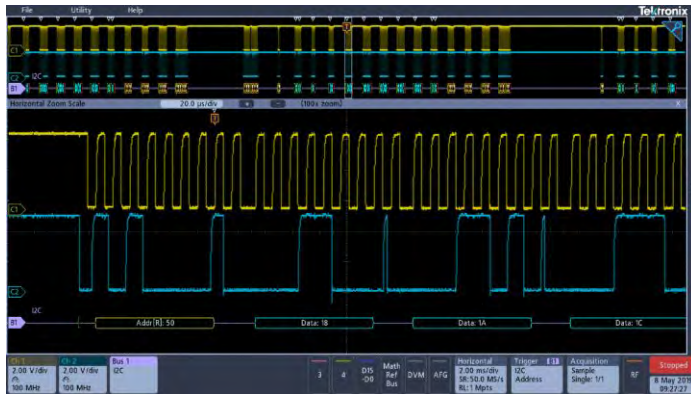 File Utility Help Tektronix
C1
C2 I2C
B1
Horizontal Zoom Scale 20.0 µs/div + - (100x zoom) X
T
C1
C2
I2C
B1 Addr[R]: 50 Data: 18 Data: 1A Data: 1C
Ch 1 Ch 2 Bus 1 3 4 D15 -D0 Math Ref Bus DVM AFG Horizontal Trigger Acquisition RF Stopped
2.00 V/div 2.00 V/div I2C 2.00 ms/div I2C Sample
SR: 50.0 MS/s Address Single: 1/1
100 MHz 100 MHz RL: 1 Mpts
8 May 2019
09:27:27